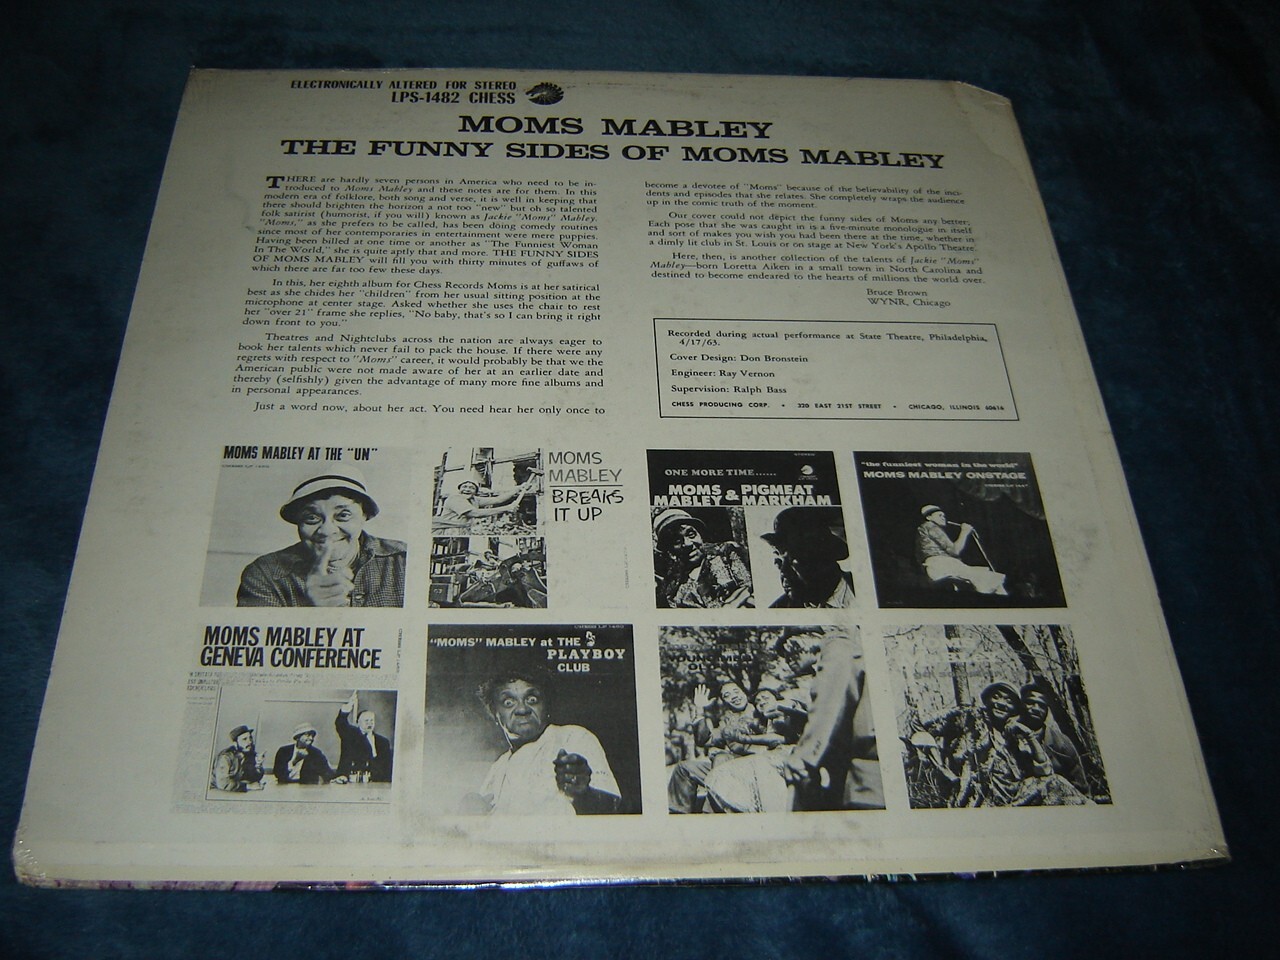 ELECTRONICALLY ALTERED FOR STEREO
LPS-1482 CHESS
MOMS MABLEY
THE FUNNY SIDES OF MOMS MABLEY
THERE are hardly seven persons in America who need to be in-
troduced to Moms Mabley and these notes are for them. In this
modern era of folklore, both song and verse, it is well in keeping that
there should brighten the horizon a not too "new" but oh so talented
folk satirist (humorist, if you will) known as Jackie "Moms" Mabley.
"Moms," as she prefers to be called, has been doing comedy routines
since most of her contemporaries in entertainment were mere puppies.
Having been billed at one time or another as "The Funniest Woman
In The World," she is quite aptly that and more. THE FUNNY SIDES
OF MOMS MABLEY will fill you with thirty minutes of guffaws of
which there are far too few these days.
In this, her eighth album for Chess Records Moms is at her satirical
best as she chides her "children" from her usual sitting position at the
microphone at center stage. Asked whether she uses the chair to rest
her "over 21" frame she replies, "No baby, that's so I can bring it right
down front to you."
Theatres and Nightclubs across the nation are always eager to
book her talents which never fail to pack the house. If there were any
regrets with respect to "Moms" career, it would probably be that we the
American public were not made aware of her at an earlier date and
thereby (selfishly) given the advantage of many more fine albums and
in personal appearances.
Just a word now, about her act. You need hear her only once to
become a devotee of "Moms" because of the believability of the inci-
dents and episodes that she relates. She completely wraps the audience
up in the comic truth of the moment.
Our cover could not depict the funny sides of Moms any better.
Each pose that she was caught in is a five-minute monologue in itself
and sort of makes you wish you had been there at the time, whether in
a dimly lit club in St. Louis or on stage at New York's Apollo Theatre.
Here, then, is another collection of the talents of Jackie "Moms"
Mabley—born Loretta Aiken in a small town in North Carolina and
destined to become endeared to the hearts of millions the world over.
Bruce Brown
WYNR, Chicago
Recorded during actual performance at State Theatre, Philadelphia,
4/17/63.
Cover Design: Don Bronstein
Engineer: Ray Vernon
Supervision: Ralph Bass
CHESS PRODUCING CORP. • 320 EAST 21ST STREET • CHICAGO, ILLINOIS 60616
MOMS MABLEY AT THE "UN"
MOMS
MABLEY
BREAKS
IT UP
ONE MORE TIME......
MOMS MABLEY & PIGMEAT MARKHAM
"the funniest woman in the world"
MOMS MABLEY ONSTAGE
MOMS MABLEY AT
GENEVA CONFERENCE
"MOMS" MABLEY at THE
PLAYBOY
CLUB
YOUNG MEN